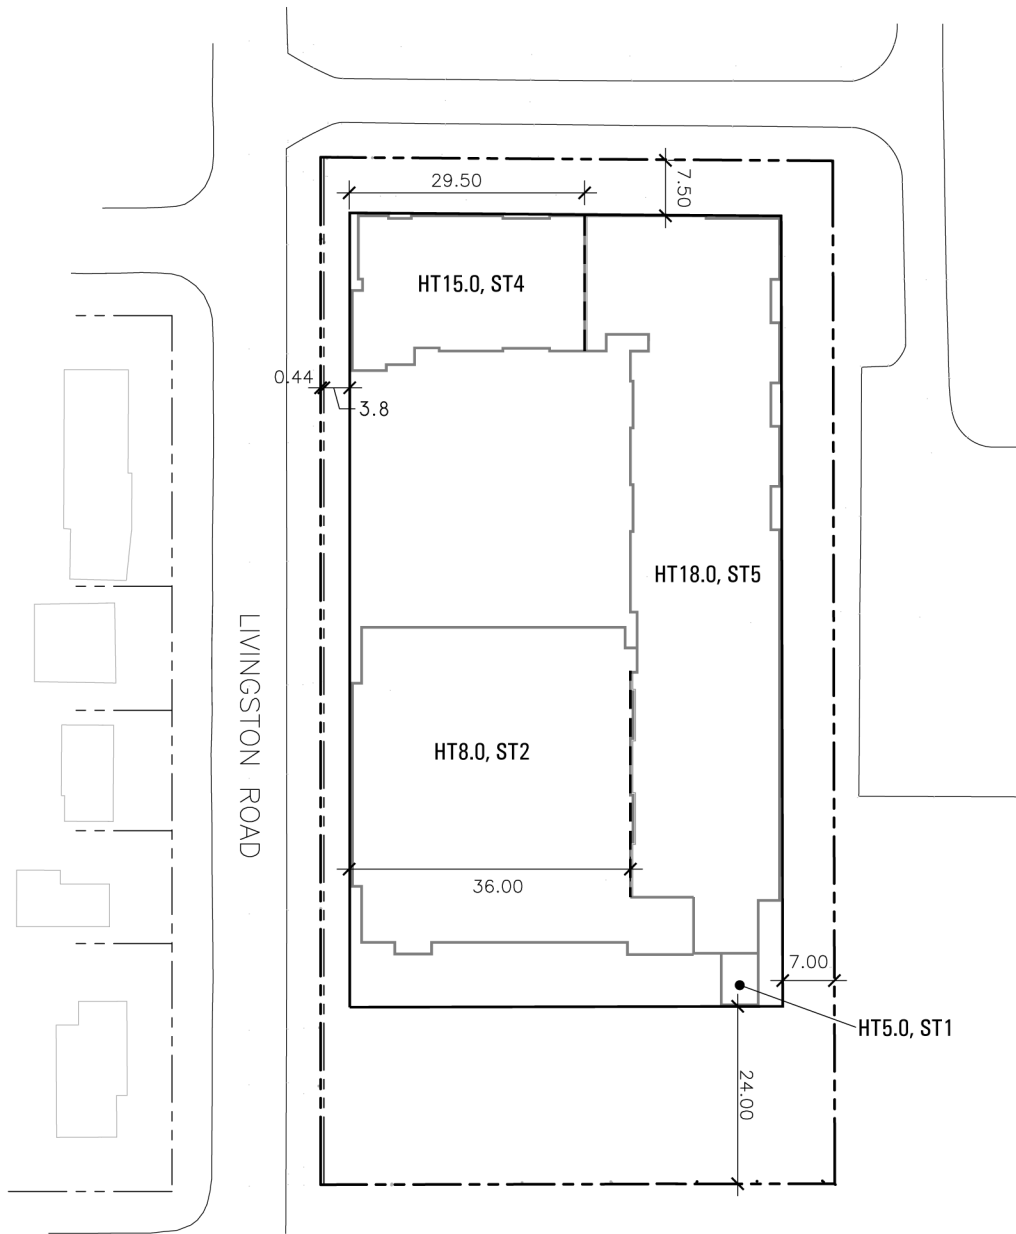 29.50
7.50
HT15.0, ST4
0.44
3.8
HT18.0, ST5
LIVINGSTON ROAD
HT8.0, ST2
36.00
7.00
HT5.0, ST1
24.00